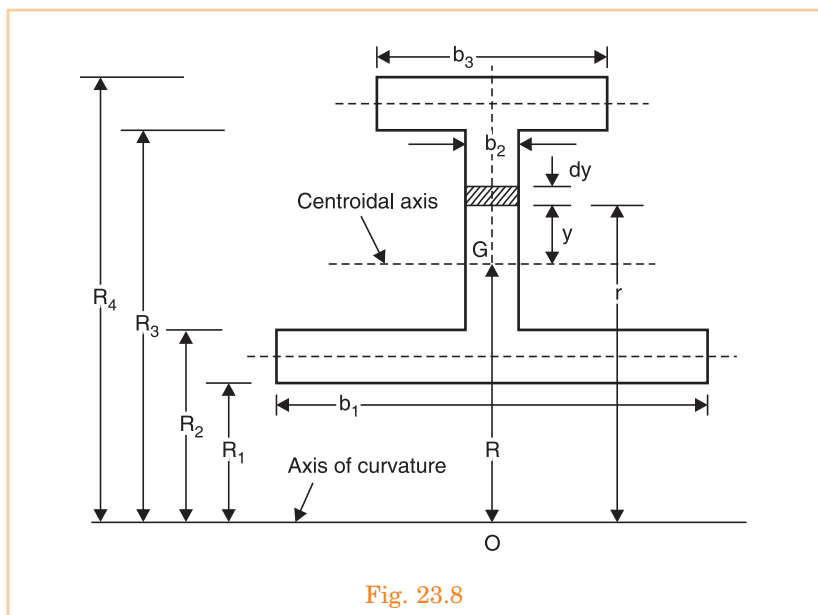 b₃
b₂
dy
Centroidal axis
y
G
R₄
R₃
r
R₂
b₁
R₁
R
Axis of curvature
O
Fig. 23.8